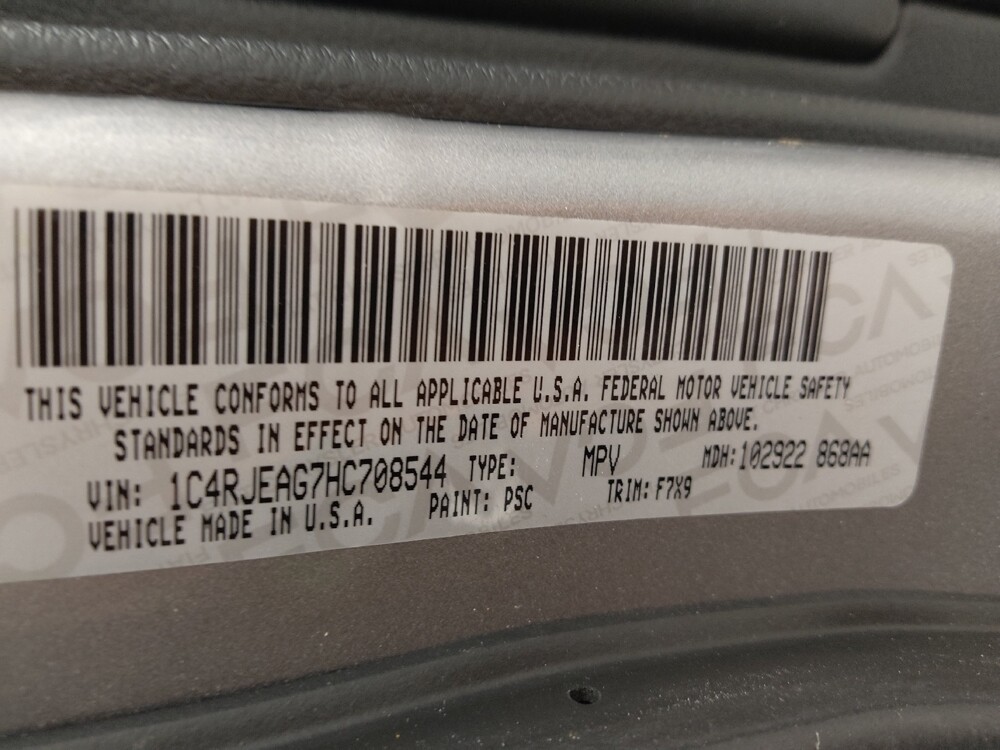 THIS VEHICLE CONFORMS TO ALL APPLICABLE U.S.A. FEDERAL MOTOR VEHICLE SAFETY
STANDARDS IN EFFECT ON THE DATE OF MANUFACTURE SHOWN ABOVE.
VIN: 1C4RJEAG7HC708544 TYPE: MPV MDH:102922 868AA
VEHICLE MADE IN U.S.A. PAINT: PSC TRIM: F7X9